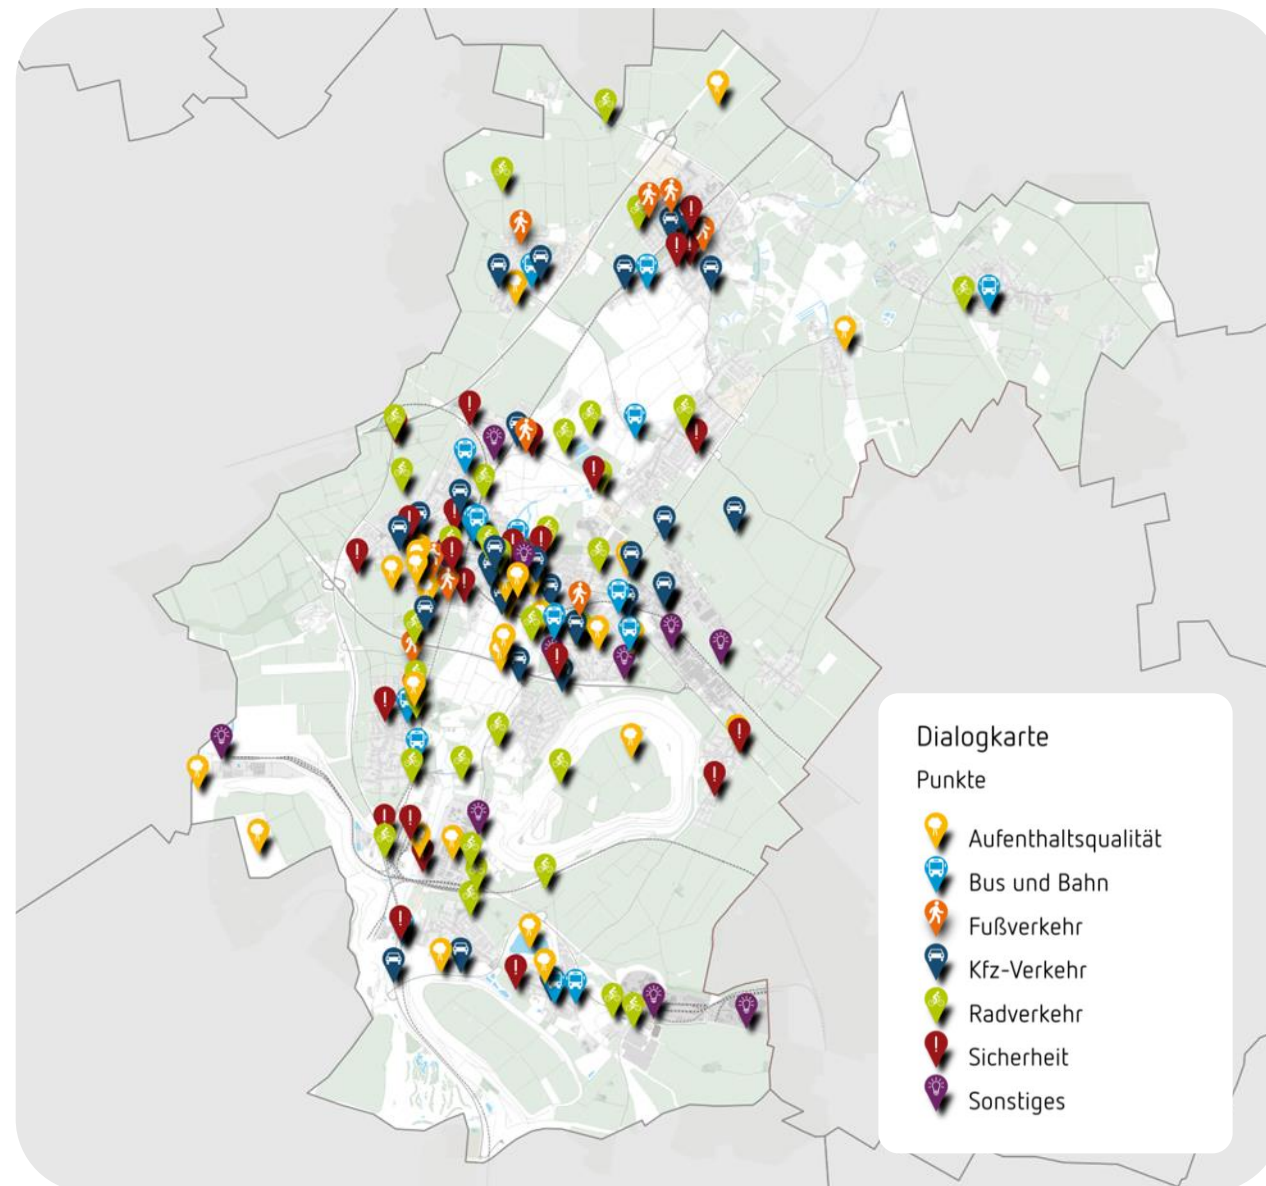 Dialogkarte
Punkte
Aufenthaltsqualität
Bus und Bahn
Fußverkehr
Kfz-Verkehr
Radverkehr
Sicherheit
Sonstiges